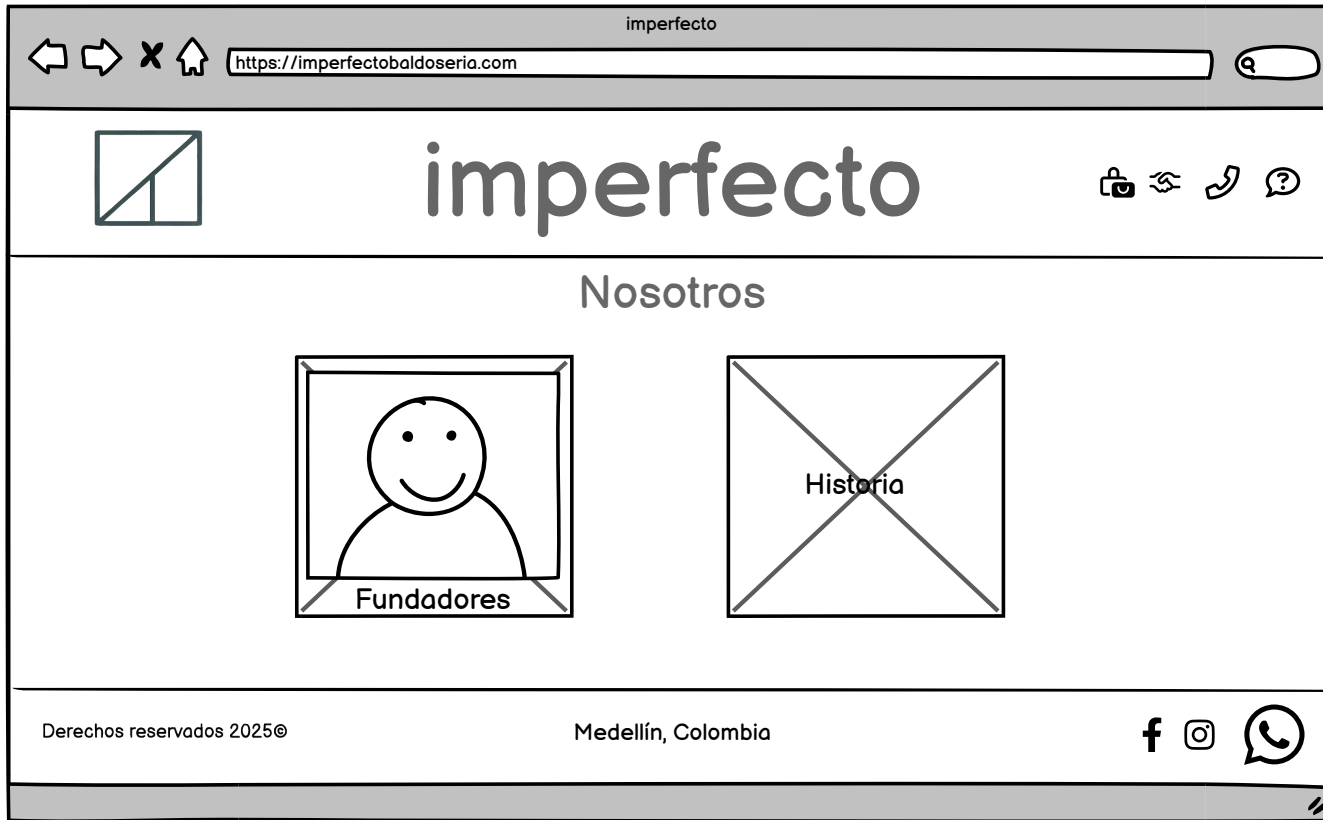 imperfecto
https://imperfectobaldoseria.com
imperfecto
Nosotros
Historia
Fundadores
Derechos reservados 2025©
Medellín, Colombia